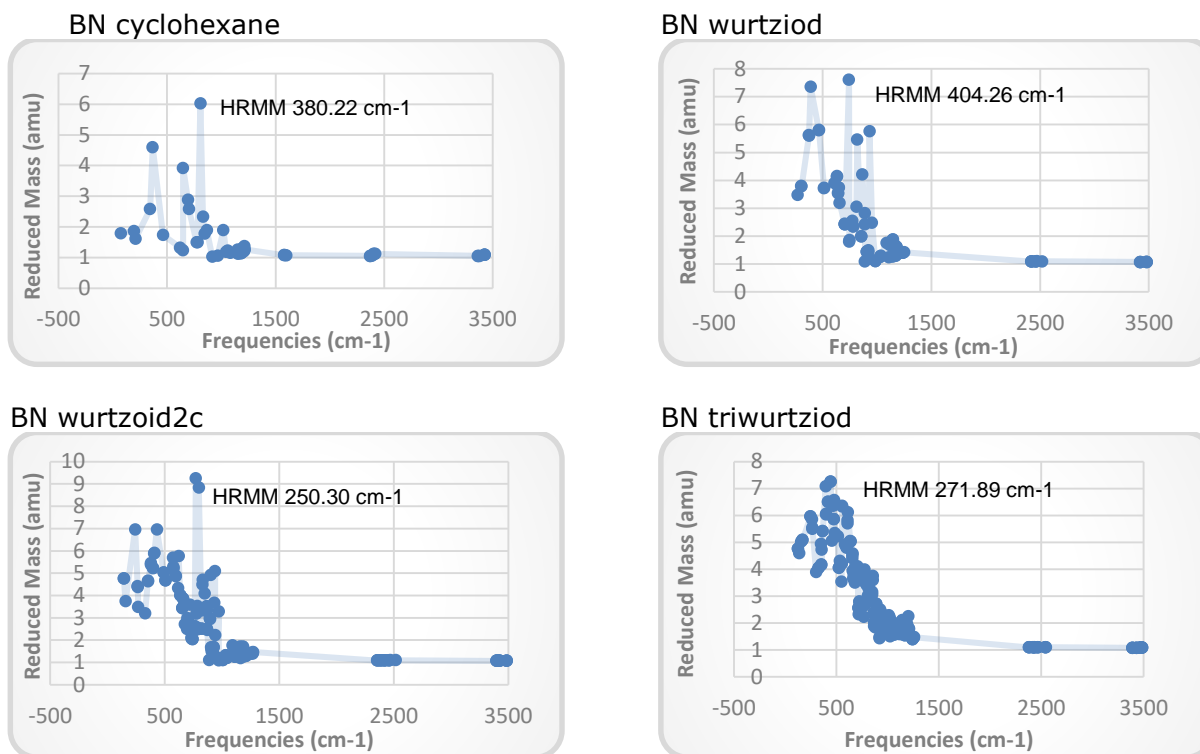 BN cyclohexane
HRMM 380.22 cm-1
Reduced Mass (amu)
7
6
5
4
3
2
1
0
-500 500 1500 2500 3500
Frequencies (cm-1)
BN wurtziod
HRMM 404.26 cm-1
Reduced Mass (amu)
8
7
6
5
4
3
2
1
0
-500 500 1500 2500 3500
Frequencies (cm-1)
BN wurtzoid2c
HRMM 250.30 cm-1
Reduced Mass (amu)
10
9
8
7
6
5
4
3
2
1
0
-500 500 1500 2500 3500
Frequencies (cm-1)
BN triwurtziod
HRMM 271.89 cm-1
Reduced Mass (amu)
8
7
6
5
4
3
2
1
0
-500 500 1500 2500 3500
Frequencies (cm-1)